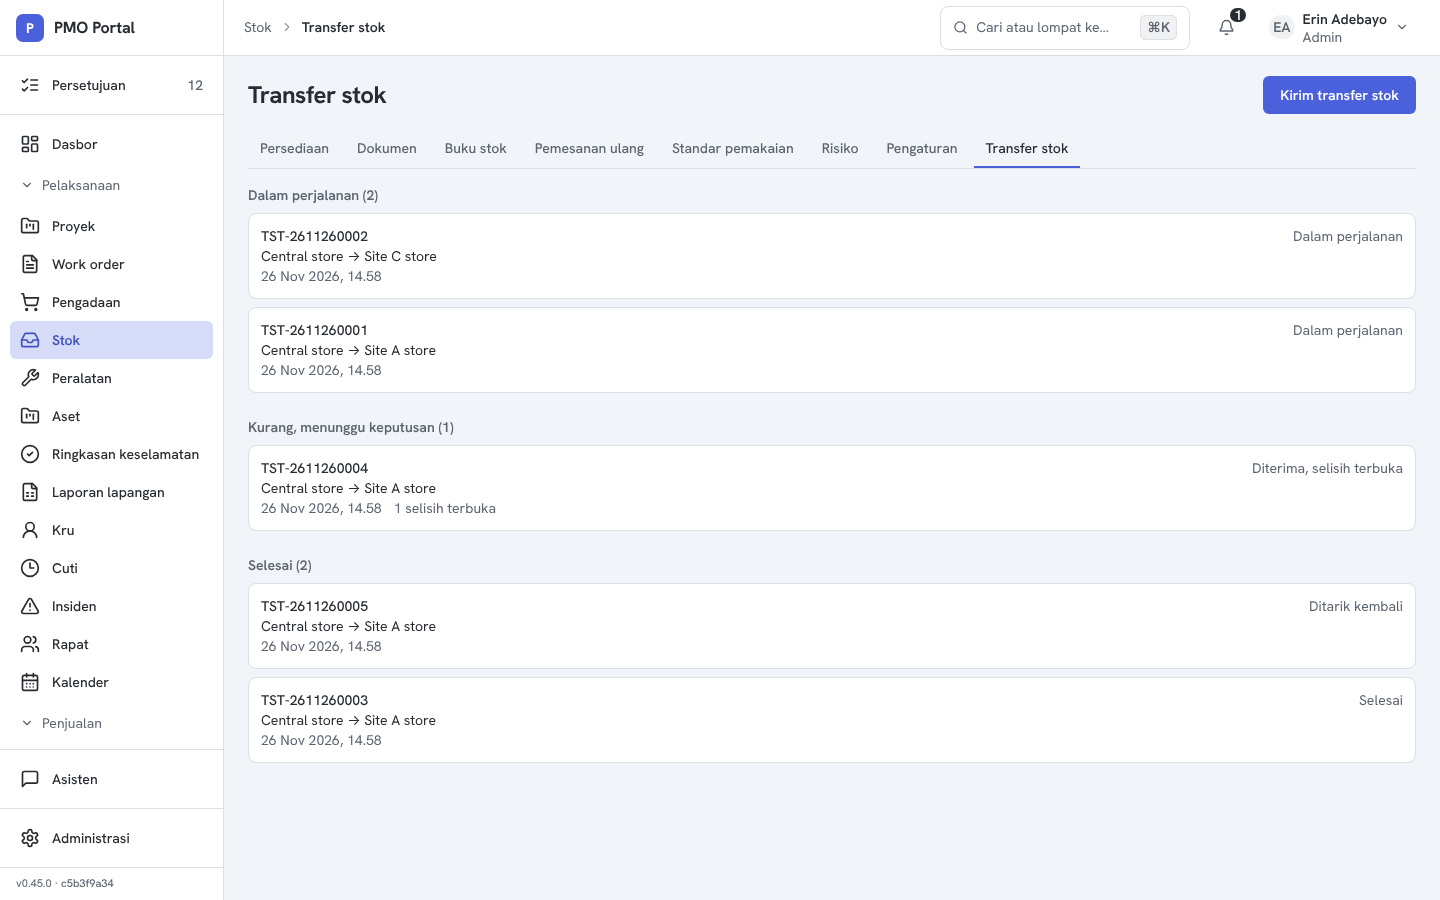 P PMO Portal
Stok > Transfer stok
Cari atau lompat ke...
⌘K
1
EA
Erin Adebayo
Admin
Persetujuan 12
Dasbor
Pelaksanaan
Proyek
Work order
Pengadaan
Stok
Peralatan
Aset
Ringkasan keselamatan
Laporan lapangan
Kru
Cuti
Insiden
Rapat
Kalender
Penjualan
Asisten
Administrasi
v0.45.0 · c5b3f9a34
Transfer stok
Kirim transfer stok
Persediaan Dokumen Buku stok Pemesanan ulang Standar pemakaian Risiko Pengaturan Transfer stok
Dalam perjalanan (2)
TST-2611260002 Dalam perjalanan
Central store → Site C store
26 Nov 2026, 14.58
TST-2611260001 Dalam perjalanan
Central store → Site A store
26 Nov 2026, 14.58
Kurang, menunggu keputusan (1)
TST-2611260004 Diterima, selisih terbuka
Central store → Site A store
26 Nov 2026, 14.58 1 selisih terbuka
Selesai (2)
TST-2611260005 Ditarik kembali
Central store → Site A store
26 Nov 2026, 14.58
TST-2611260003 Selesai
Central store → Site A store
26 Nov 2026, 14.58